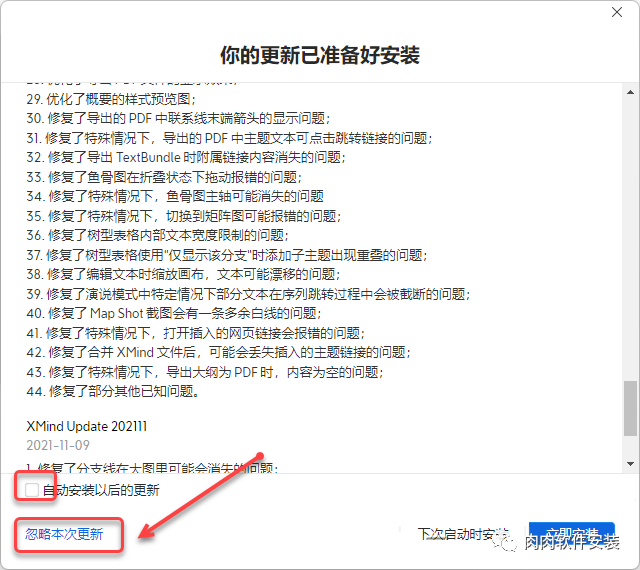 你的更新已准备好安装
29. 优化了概要的样式预览图；
30. 修复了导出的 PDF 中联系线末端箭头的显示问题；
31. 修复了特殊情况下，导出的 PDF 中主题文本可点击跳转链接的问题；
32. 修复了导出 TextBundle 时附属链接内容消失的问题；
33. 修复了鱼骨图在折叠状态下拖动报错的问题；
34. 修复了特殊情况下，鱼骨图主轴可能消失的问题
35. 修复了特殊情况下，切换到矩阵图可能报错的问题；
36. 修复了树型表格内部文本宽度限制的问题；
37. 修复了树型表格使用"仅显示该分支"时添加子主题出现重叠的问题；
38. 修复了编辑文本时缩放画布，文本可能漂移的问题；
39. 修复了演说模式中特定情况下部分文本在序列跳转过程中会被截断的问题；
40. 修复了 Map Shot 截图会有一条多余白线的问题；
41. 修复了特殊情况下，打开插入的网页链接会报错的问题；
42. 修复了合并 XMind 文件后，可能会丢失插入的主题链接的问题；
43. 修复了特殊情况下，导出大纲为 PDF 时，内容为空的问题；
44. 修复了部分其他已知问题。
XMind Update 202111
2021-11-09
1. 修复了分支线在大图里可能会消失的问题；
自动安装以后的更新
忽略本次更新
下次启动时安装
立即安装
肉肉软件安装